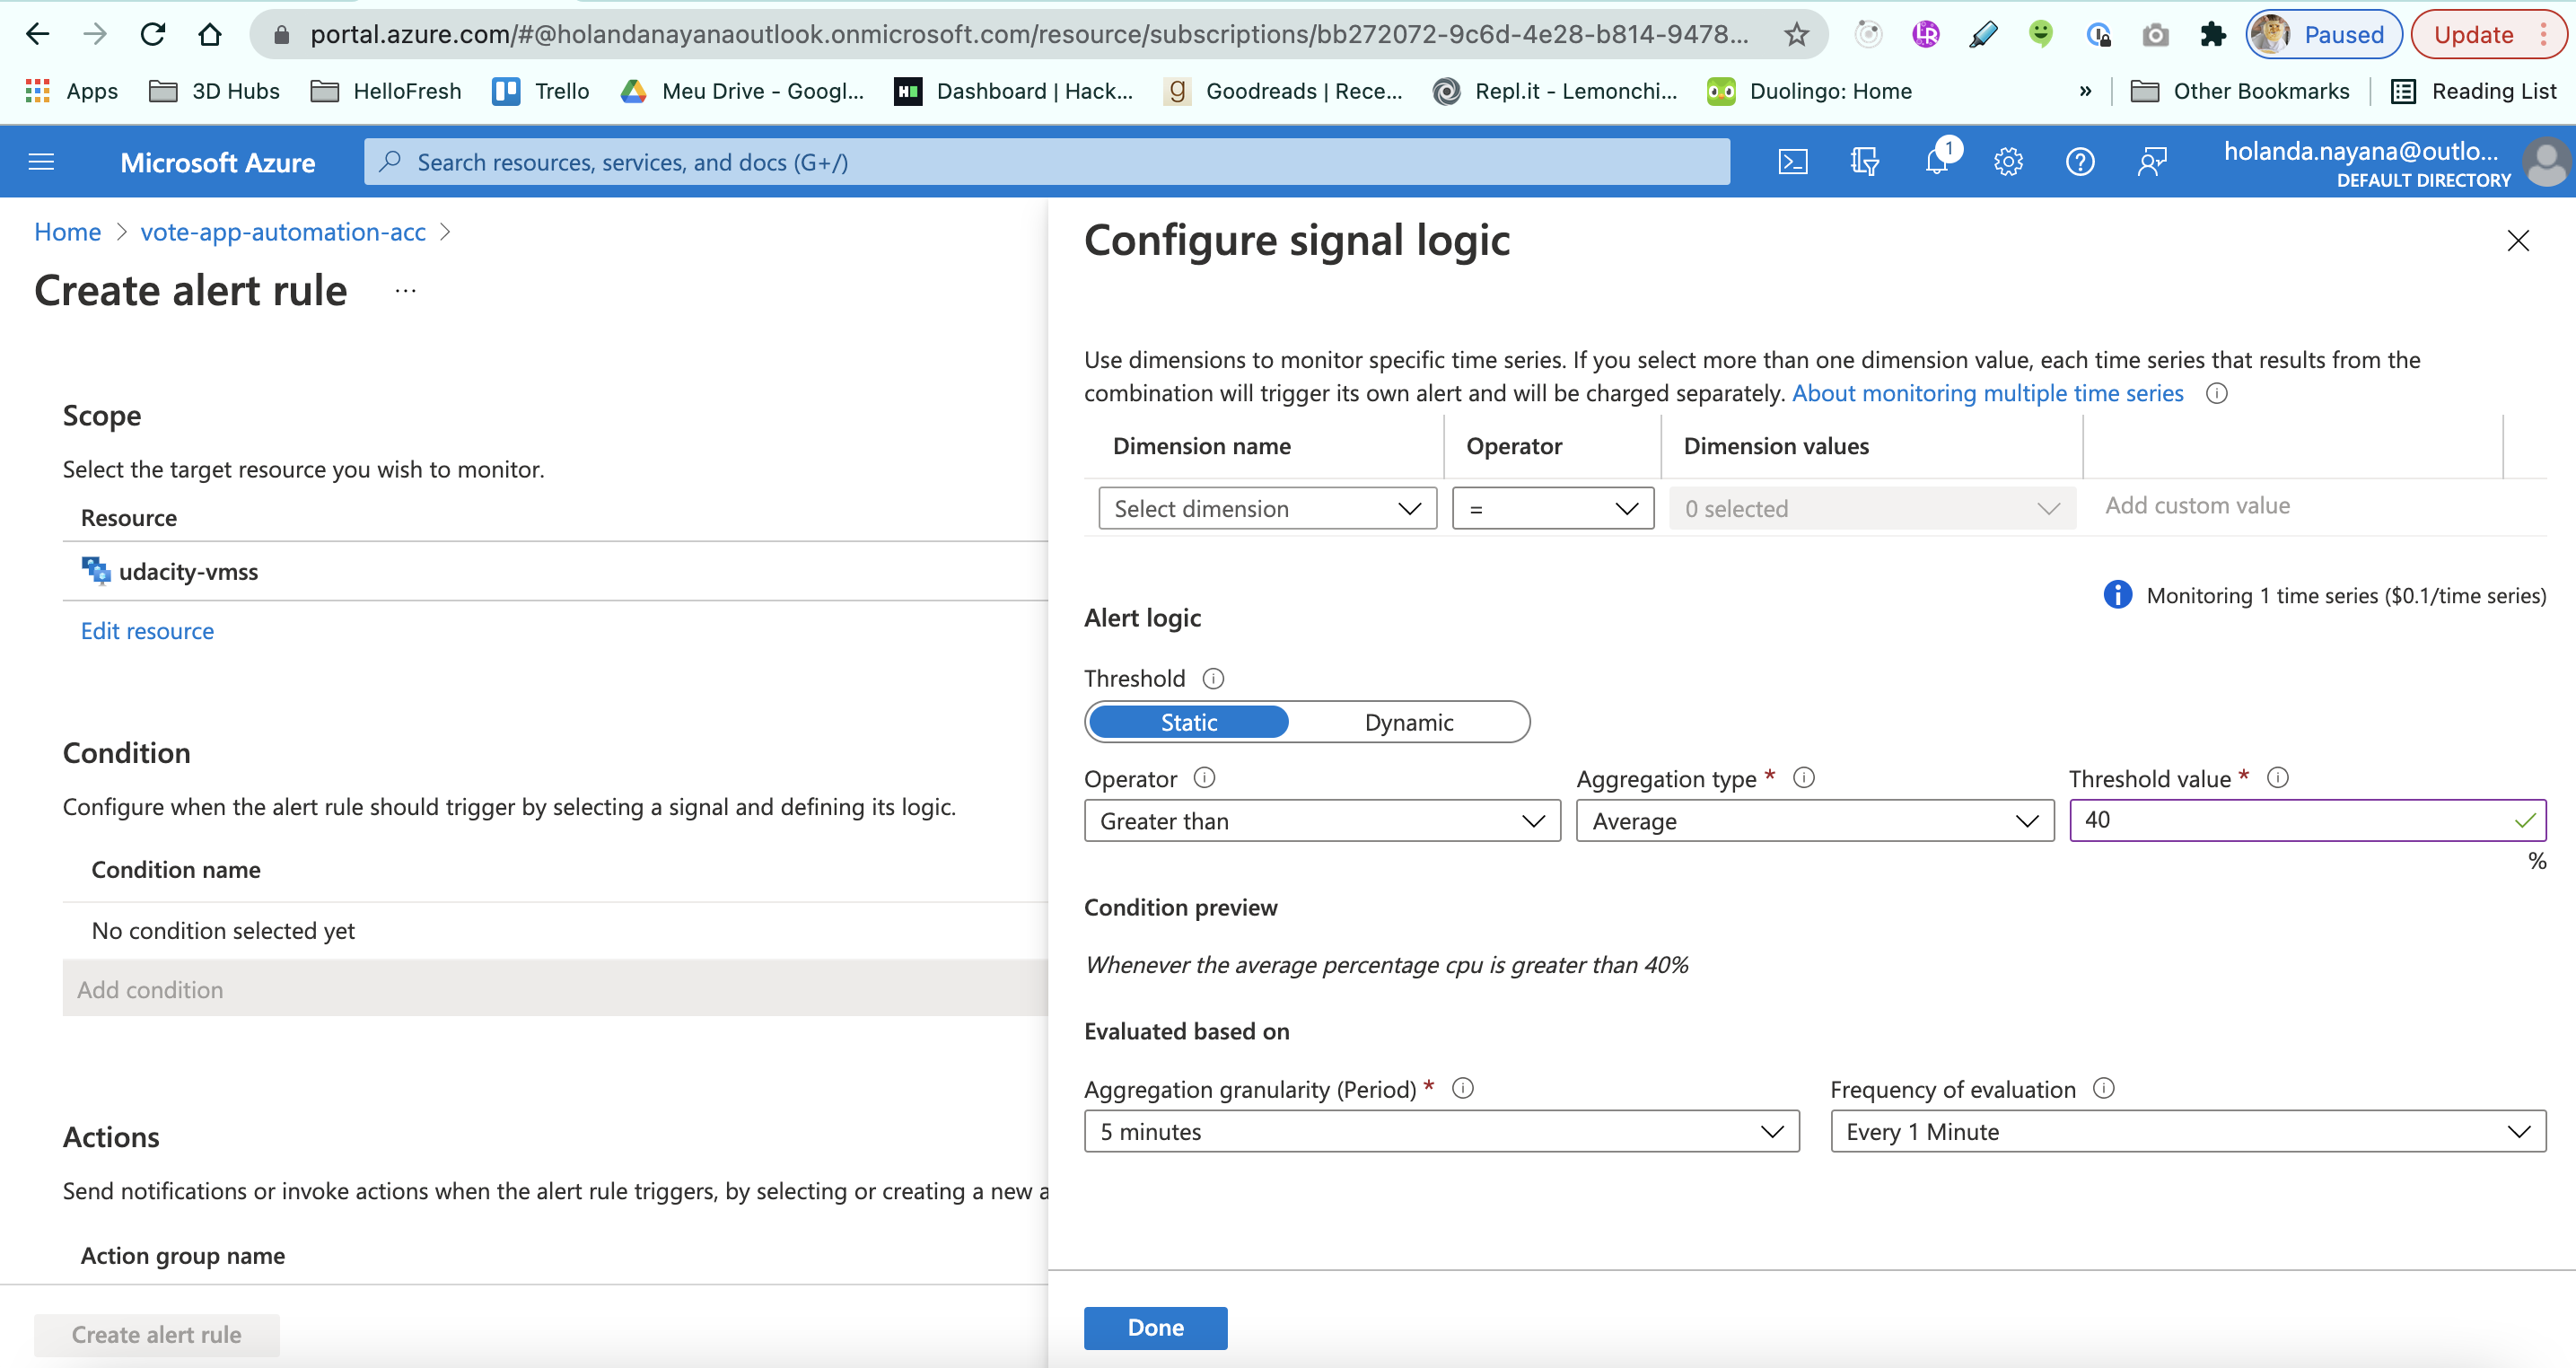 portal.azure.com/#@holandanayanaoutlook.onmicrosoft.com/resource/subscriptions/bb272072-9c6d-4e28-b814-9478...
Paused
Update
Apps
3D Hubs
HelloFresh
Trello
Meu Drive - Googl...
Dashboard | Hack...
Goodreads | Rece...
Repl.it - Lemonchi...
Duolingo: Home
»
Other Bookmarks
Reading List
Microsoft Azure
Search resources, services, and docs (G+/)
1
holanda.nayana@outlo...
DEFAULT DIRECTORY
Home > vote-app-automation-acc >
Create alert rule ...
Scope
Select the target resource you wish to monitor.
Resource
udacity-vmss
Edit resource
Condition
Configure when the alert rule should trigger by selecting a signal and defining its logic.
Condition name
No condition selected yet
Add condition
Actions
Send notifications or invoke actions when the alert rule triggers, by selecting or creating a new a
Action group name
Create alert rule
Configure signal logic
Use dimensions to monitor specific time series. If you select more than one dimension value, each time series that results from the
combination will trigger its own alert and will be charged separately. About monitoring multiple time series
Dimension name Operator Dimension values
Select dimension = 0 selected Add custom value
Monitoring 1 time series ($0.1/time series)
Alert logic
Threshold
Static Dynamic
Operator Aggregation type * Threshold value *
Greater than Average 40
%
Condition preview
Whenever the average percentage cpu is greater than 40%
Evaluated based on
Aggregation granularity (Period) * Frequency of evaluation
5 minutes Every 1 Minute
Done